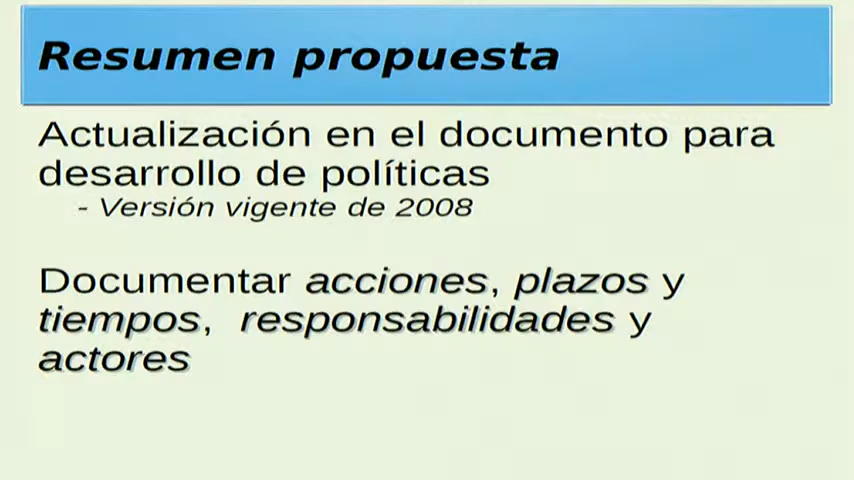 Resumen propuesta
Actualización en el documento para
desarrollo de políticas
- Versión vigente de 2008
Documentar acciones, plazos y
tiempos, responsabilidades y
actores